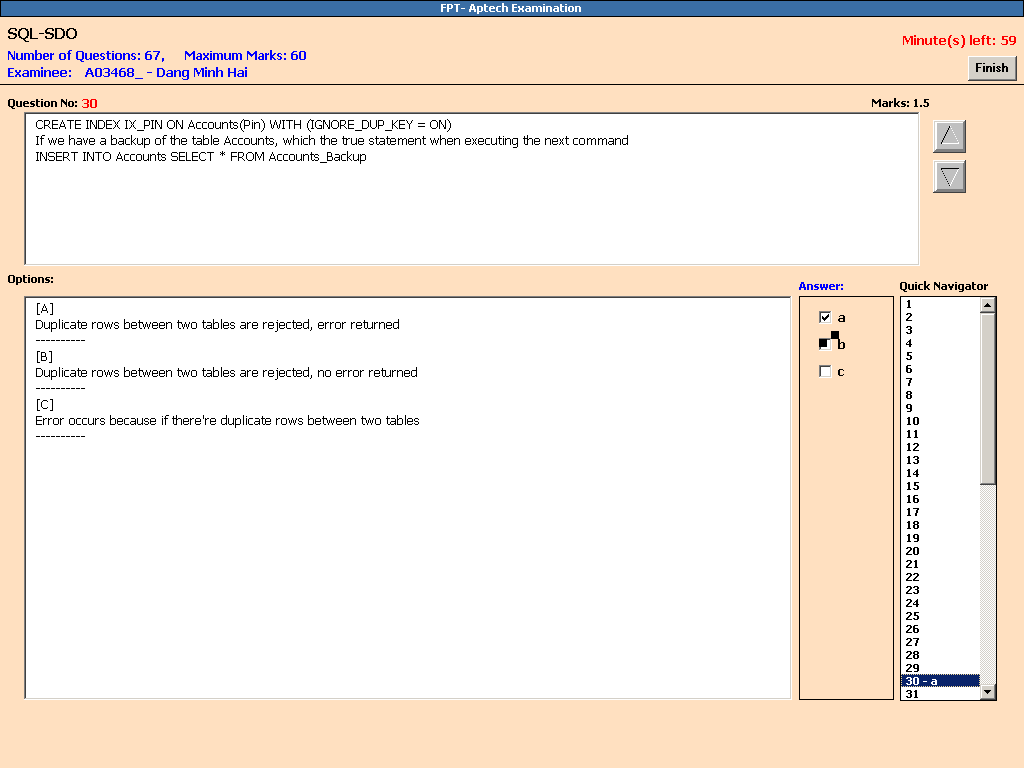 FPT- Aptech Examination
SQL-SDO
Number of Questions: 67, Maximum Marks: 60
Minute(s) left: 59
Examinee: A03468_ - Dang Minh Hai
Finish
Question No: 30
Marks: 1.5
CREATE INDEX IX_PIN ON Accounts(Pin) WITH (IGNORE_DUP_KEY = ON)
If we have a backup of the table Accounts, which the true statement when executing the next command
INSERT INTO Accounts SELECT * FROM Accounts_Backup
Options:
Answer:
Quick Navigator
[A]
Duplicate rows between two tables are rejected, error returned
----------
[B]
Duplicate rows between two tables are rejected, no error returned
----------
[C]
Error occurs because if there're duplicate rows between two tables
----------
a
b
c
1
2
3
4
5
6
7
8
9
10
11
12
13
14
15
16
17
18
19
20
21
22
23
24
25
26
27
28
29
30 - a
31